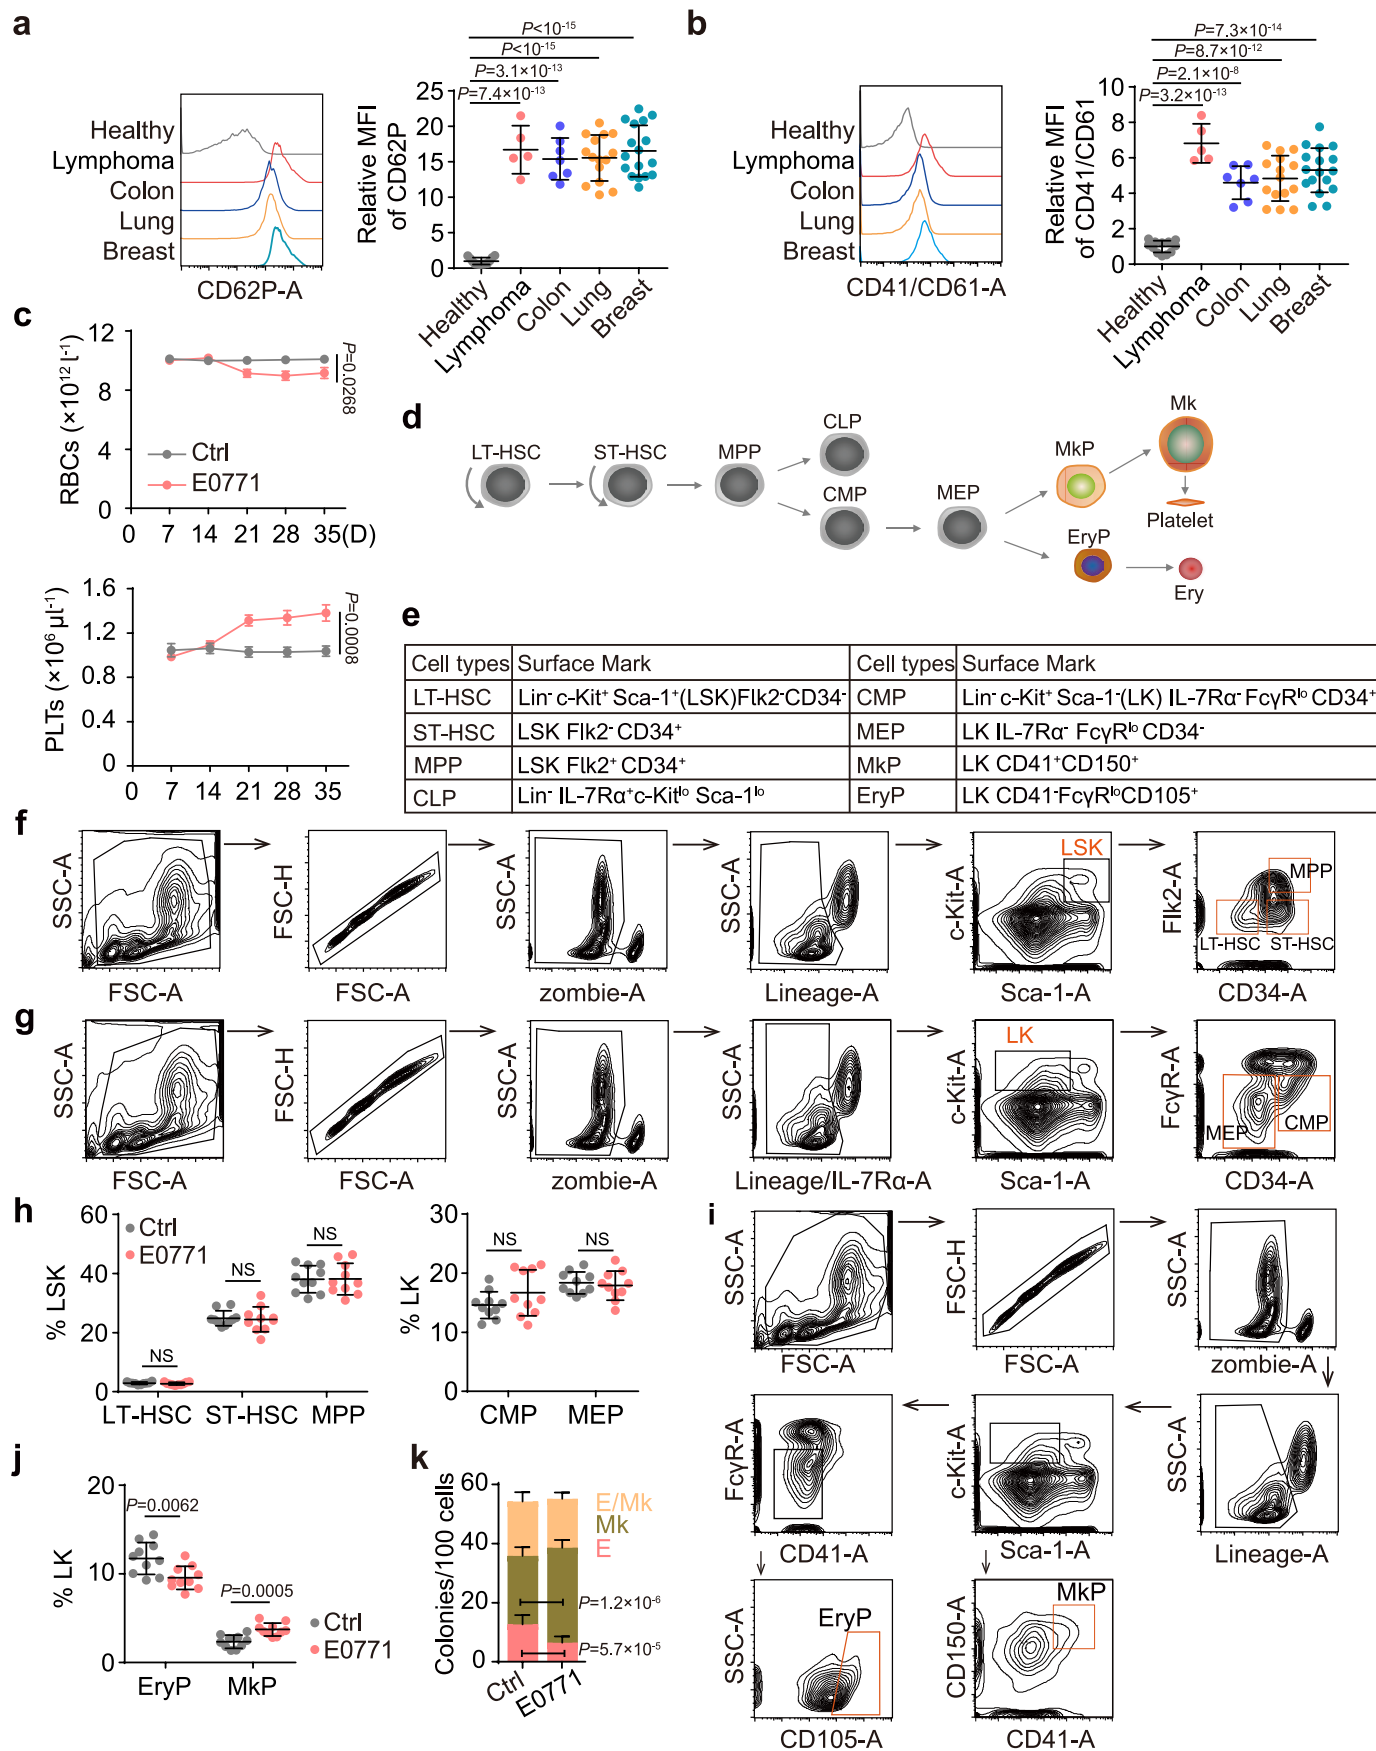 a
P<10⁻¹⁵
P<10⁻¹⁵
P=3.1×10⁻¹³
P=7.4×10⁻¹³
Healthy
Lymphoma
Colon
Lung
Breast
CD62P-A
Relative MFI
of CD62P
25
20
15
10
5
0
Healthy
Lymphoma
Colon
Lung
Breast
b
P=7.3×10⁻¹⁴
P=8.7×10⁻¹²
P=2.1×10⁻⁸
P=3.2×10⁻¹³
Healthy
Lymphoma
Colon
Lung
Breast
CD41/CD61-A
Relative MFI
of CD41/CD61
10
8
6
4
2
0
Healthy
Lymphoma
Colon
Lung
Breast
c
RBCs (×10¹² l⁻¹)
12
8
4
0
Ctrl
E0771
P=0.0268
0 7 14 21 28 35(D)
PLTs (×10⁶ µl⁻¹)
1.6
1.2
0.8
0.4
0
P=0.0008
0 7 14 21 28 35
d
LT-HSC
ST-HSC
MPP
CLP
CMP
MEP
MkP
Mk
Platelet
EryP
Ery
e
Cell types Surface Mark Cell types Surface Mark
LT-HSC Lin⁻ c-Kit⁺ Sca-1⁺(LSK)Flk2⁻CD34⁻ CMP Lin⁻ c-Kit⁺ Sca-1⁻(LK) IL-7Rα⁻ FcγRˡᵒ CD34⁺
ST-HSC LSK Flk2⁻ CD34⁺ MEP LK IL-7Rα⁻ FcγRˡᵒ CD34⁻
MPP LSK Flk2⁺ CD34⁺ MkP LK CD41⁺CD150⁺
CLP Lin⁻ IL-7Rα⁺c-Kitˡᵒ Sca-1ˡᵒ EryP LK CD41⁻FcγRˡᵒCD105⁺
f
SSC-A
FSC-A
FSC-H
FSC-A
SSC-A
zombie-A
SSC-A
Lineage-A
c-Kit-A
LSK
Sca-1-A
Flk2-A
MPP
LT-HSC
ST-HSC
CD34-A
g
SSC-A
FSC-A
FSC-H
FSC-A
SSC-A
zombie-A
SSC-A
Lineage/IL-7Rα-A
c-Kit-A
LK
Sca-1-A
FcγR-A
MEP
CMP
CD34-A
h
% LSK
60
40
20
0
Ctrl
E0771
NS
NS
NS
LT-HSC ST-HSC MPP
% LK
30
20
10
0
NS
NS
CMP MEP
i
SSC-A
FSC-A
FSC-H
FSC-A
SSC-A
zombie-A
FcγR-A
CD41-A
c-Kit-A
Sca-1-A
SSC-A
Lineage-A
SSC-A
EryP
CD105-A
CD150-A
MkP
CD41-A
j
% LK
20
10
0
P=0.0062
P=0.0005
Ctrl
E0771
EryP MkP
k
Colonies/100 cells
60
40
20
0
E/Mk
Mk
E
P=1.2×10⁻⁶
P=5.7×10⁻⁵
Ctrl
E0771